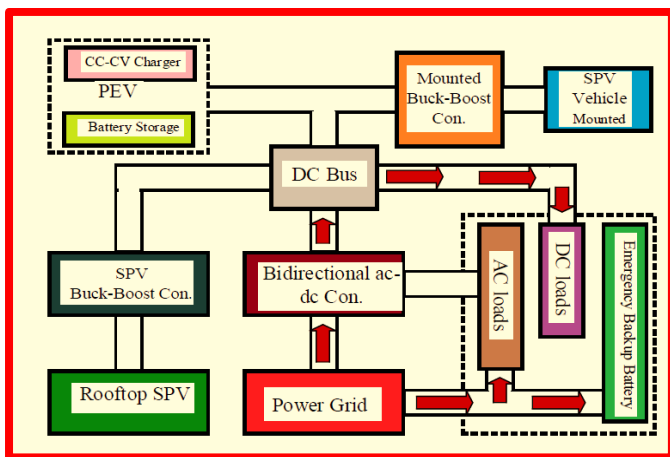 CC-CV Charger
PEV
Battery Storage
Mounted
Buck-Boost
Con.
SPV
Vehicle
Mounted
DC Bus
SPV
Buck-Boost Con.
Bidirectional ac-
dc Con.
AC loads
DC loads
Emergency Backup Battery
Rooftop SPV
Power Grid